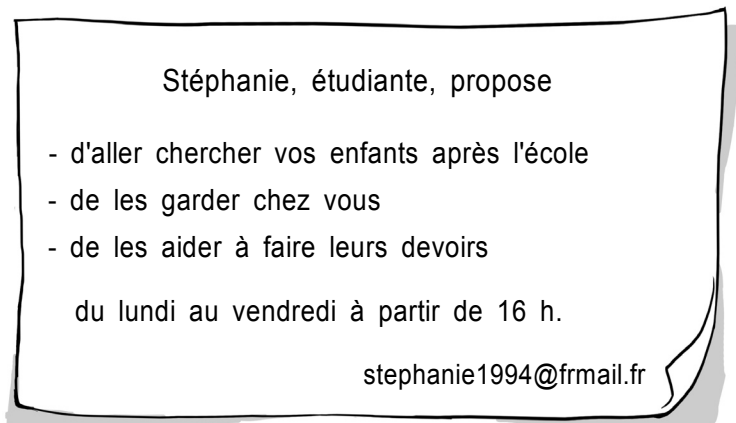 Stéphanie, étudiante, propose
- d'aller chercher vos enfants après l'école
- de les garder chez vous
- de les aider à faire leurs devoirs
du lundi au vendredi à partir de 16 h.
stephanie1994@frmail.fr